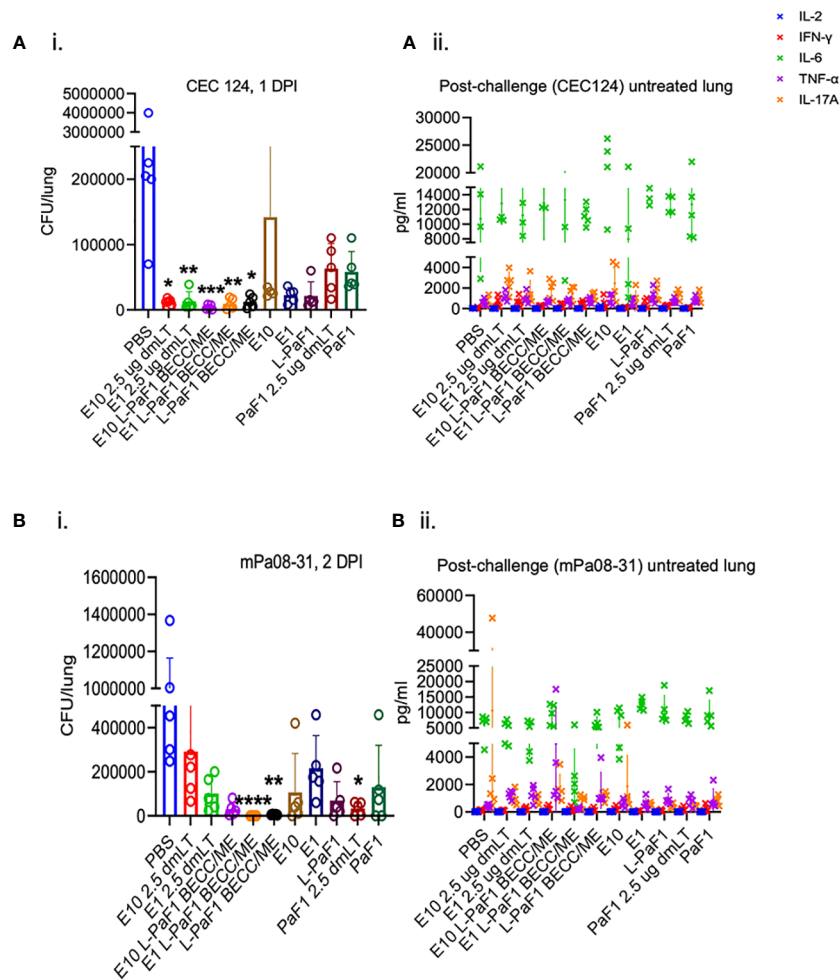 IL-2
IFN-γ
IL-6
TNF-α
IL-17A
A i.
CEC 124, 1 DPI
CFU/lung
5000000
4000000
3000000
200000
100000
0
* ** *** ** *
PBS
E10 2.5 ug dmLT
E1 2.5 ug dmLT
E10 L-PaF1 BECC/ME
E1 L-PaF1 BECC/ME
L-PaF1 BECC/ME
E10
E1
L-PaF1
PaF1 2.5 ug dmLT
PaF1
A ii.
Post-challenge (CEC124) untreated lung
pg/ml
30000
25000
20000
14000
12000
10000
8000
4000
2000
0
PBS
E10 2.5 ug dmLT
E1 2.5 ug dmLT
E10 L-PaF1 BECC/ME
E1 L-PaF1 BECC/ME
L-PaF1 BECC/ME
E10
E1
L-PaF1
PaF1 2.5 ug dmLT
PaF1
B i.
mPa08-31, 2 DPI
CFU/lung
1600000
1400000
1200000
1000000
400000
200000
0
**** ** *
PBS
E10 2.5 dmLT
E1 2.5 dmLT
E10 L-PaF1 BECC/ME
E1 L-PaF1 BECC/ME
L-PaF1 BECC/ME
E10
E1
L-PaF1
PaF1 2.5 dmLT
PaF1
B ii.
Post-challenge (mPa08-31) untreated lung
pg/ml
60000
40000
25000
20000
15000
10000
5000
4000
2000
0
PBS
E10 2.5 ug dmLT
E1 2.5 ug dmLT
E10 L-PaF1 BECC/ME
E1 L-PaF1 BECC/ME
L-PaF1 BECC/ME
E10
E1
L-PaF1
PaF1 2.5 ug dmLT
PaF1